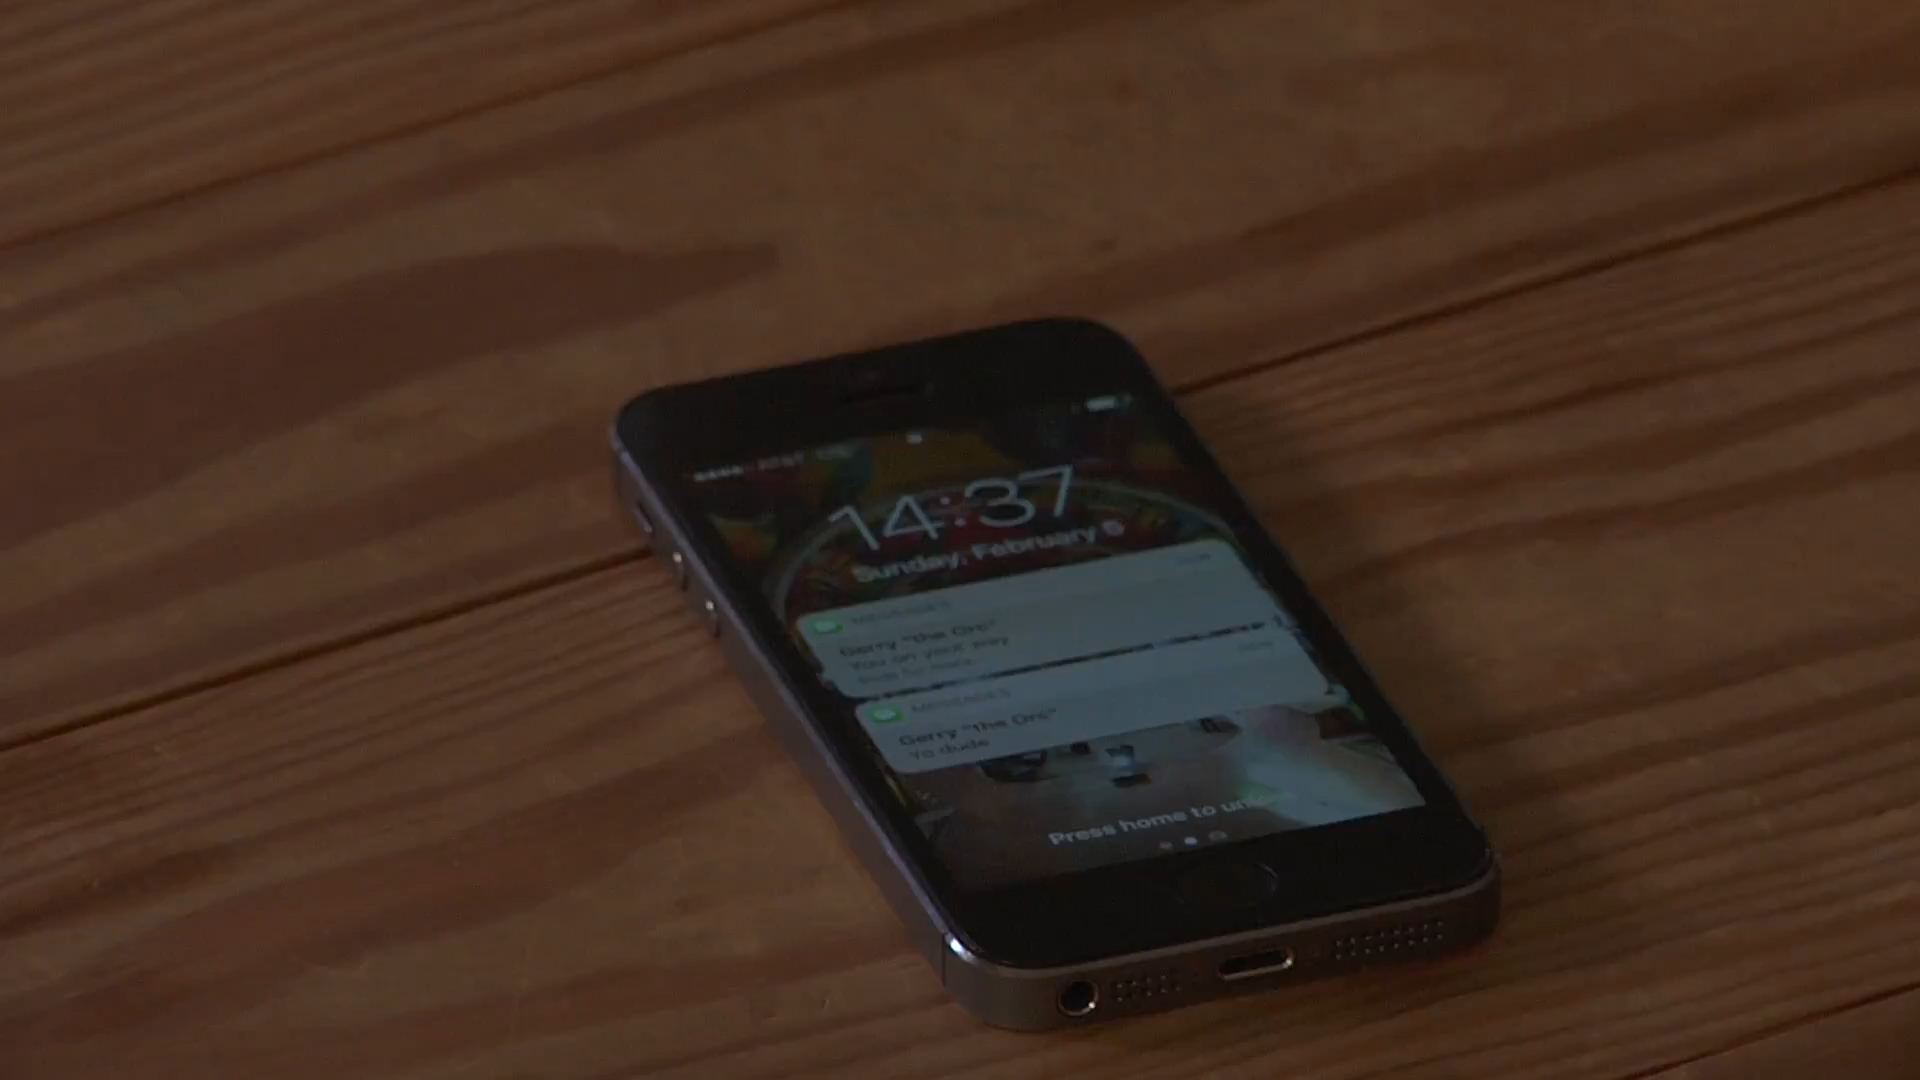 14:37
Sunday, February 5
MESSAGES
Gerry "the Orc"
You on your way
MESSAGES
Gerry "the Orc"
Yo dude
Press home to